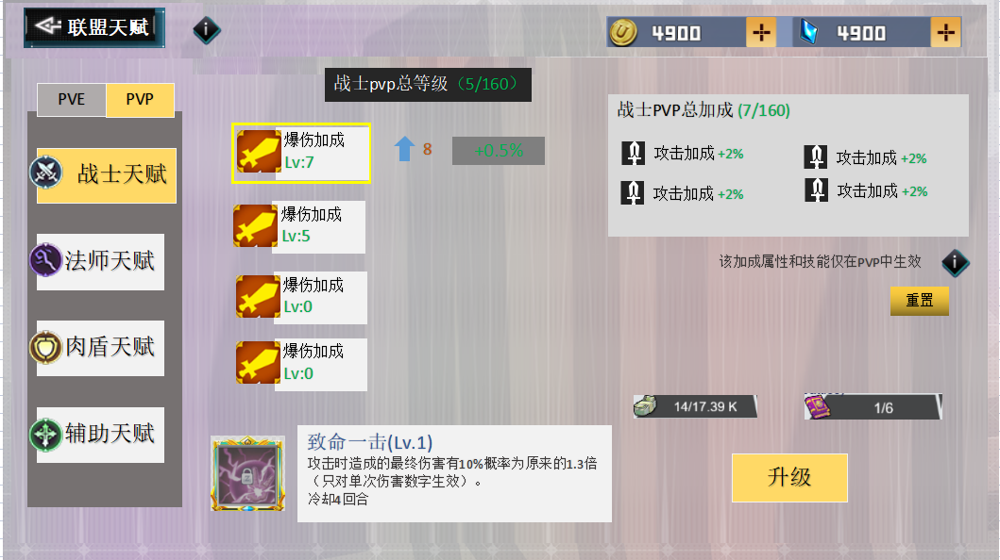 联盟天赋
4900
4900
PVE
PVP
战士pvp总等级（5/160）
战士天赋
法师天赋
肉盾天赋
辅助天赋
爆伤加成
Lv:7
8
+0.5%
爆伤加成
Lv:5
爆伤加成
Lv:0
爆伤加成
Lv:0
致命一击(Lv.1)
攻击时造成的最终伤害有10%概率为原来的1.3倍
（只对单次伤害数字生效）。
冷却4回合
战士PVP总加成 (7/160)
攻击加成 +2%
攻击加成 +2%
攻击加成 +2%
攻击加成 +2%
该加成属性和技能仅在PVP中生效
重置
14/17.39 K
1/6
升级